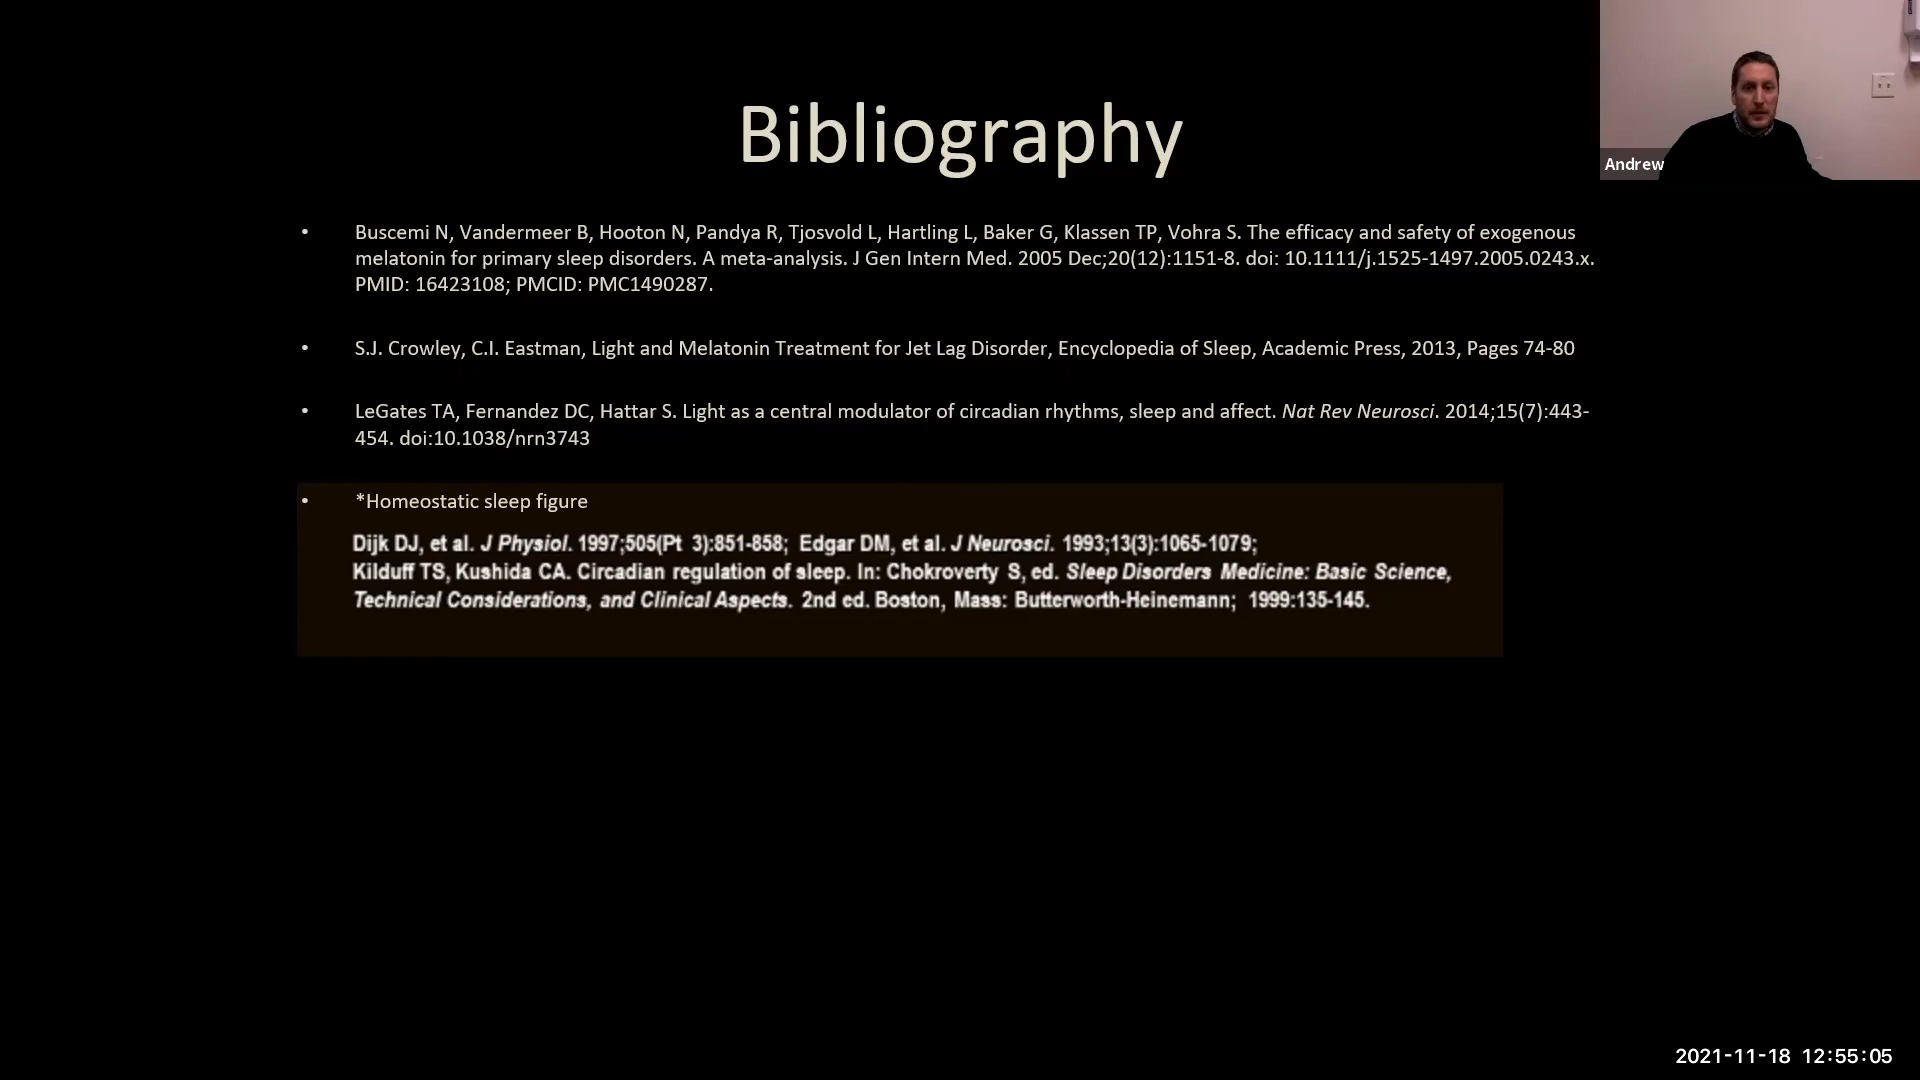 Bibliography
Andrew
• Buscemi N, Vandermeer B, Hooton N, Pandya R, Tjosvold L, Hartling L, Baker G, Klassen TP, Vohra S. The efficacy and safety of exogenous
melatonin for primary sleep disorders. A meta-analysis. J Gen Intern Med. 2005 Dec;20(12):1151-8. doi: 10.1111/j.1525-1497.2005.0243.x.
PMID: 16423108; PMCID: PMC1490287.
• S.J. Crowley, C.I. Eastman, Light and Melatonin Treatment for Jet Lag Disorder, Encyclopedia of Sleep, Academic Press, 2013, Pages 74-80
• LeGates TA, Fernandez DC, Hattar S. Light as a central modulator of circadian rhythms, sleep and affect. Nat Rev Neurosci. 2014;15(7):443-
454. doi:10.1038/nrn3743
• *Homeostatic sleep figure
Dijk DJ, et al. J Physiol. 1997;505(Pt 3):851-858; Edgar DM, et al. J Neurosci. 1993;13(3):1065-1079;
Kilduff TS, Kushida CA. Circadian regulation of sleep. In: Chokroverty S, ed. Sleep Disorders Medicine: Basic Science,
Technical Considerations, and Clinical Aspects. 2nd ed. Boston, Mass: Butterworth-Heinemann; 1999:135-145.
2021-11-18 12:55:05